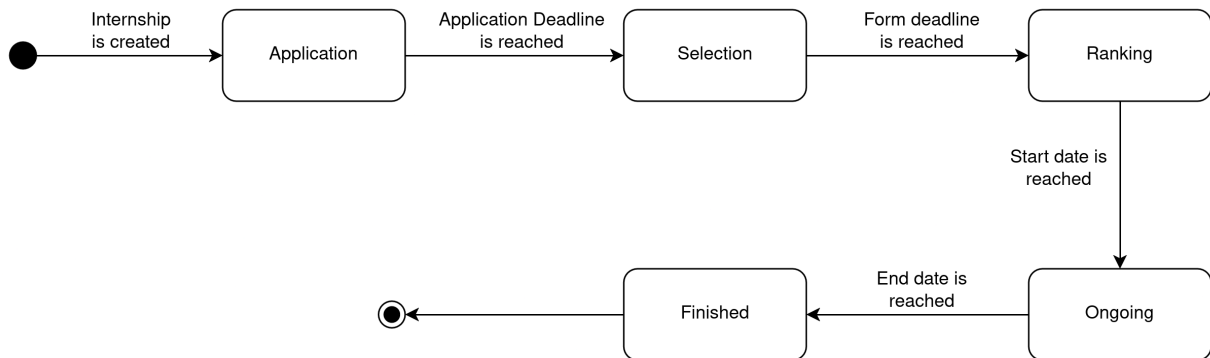 Internship
is created
Application
Application Deadline
is reached
Selection
Form deadline
is reached
Ranking
Start date is
reached
Ongoing
End date is
reached
Finished